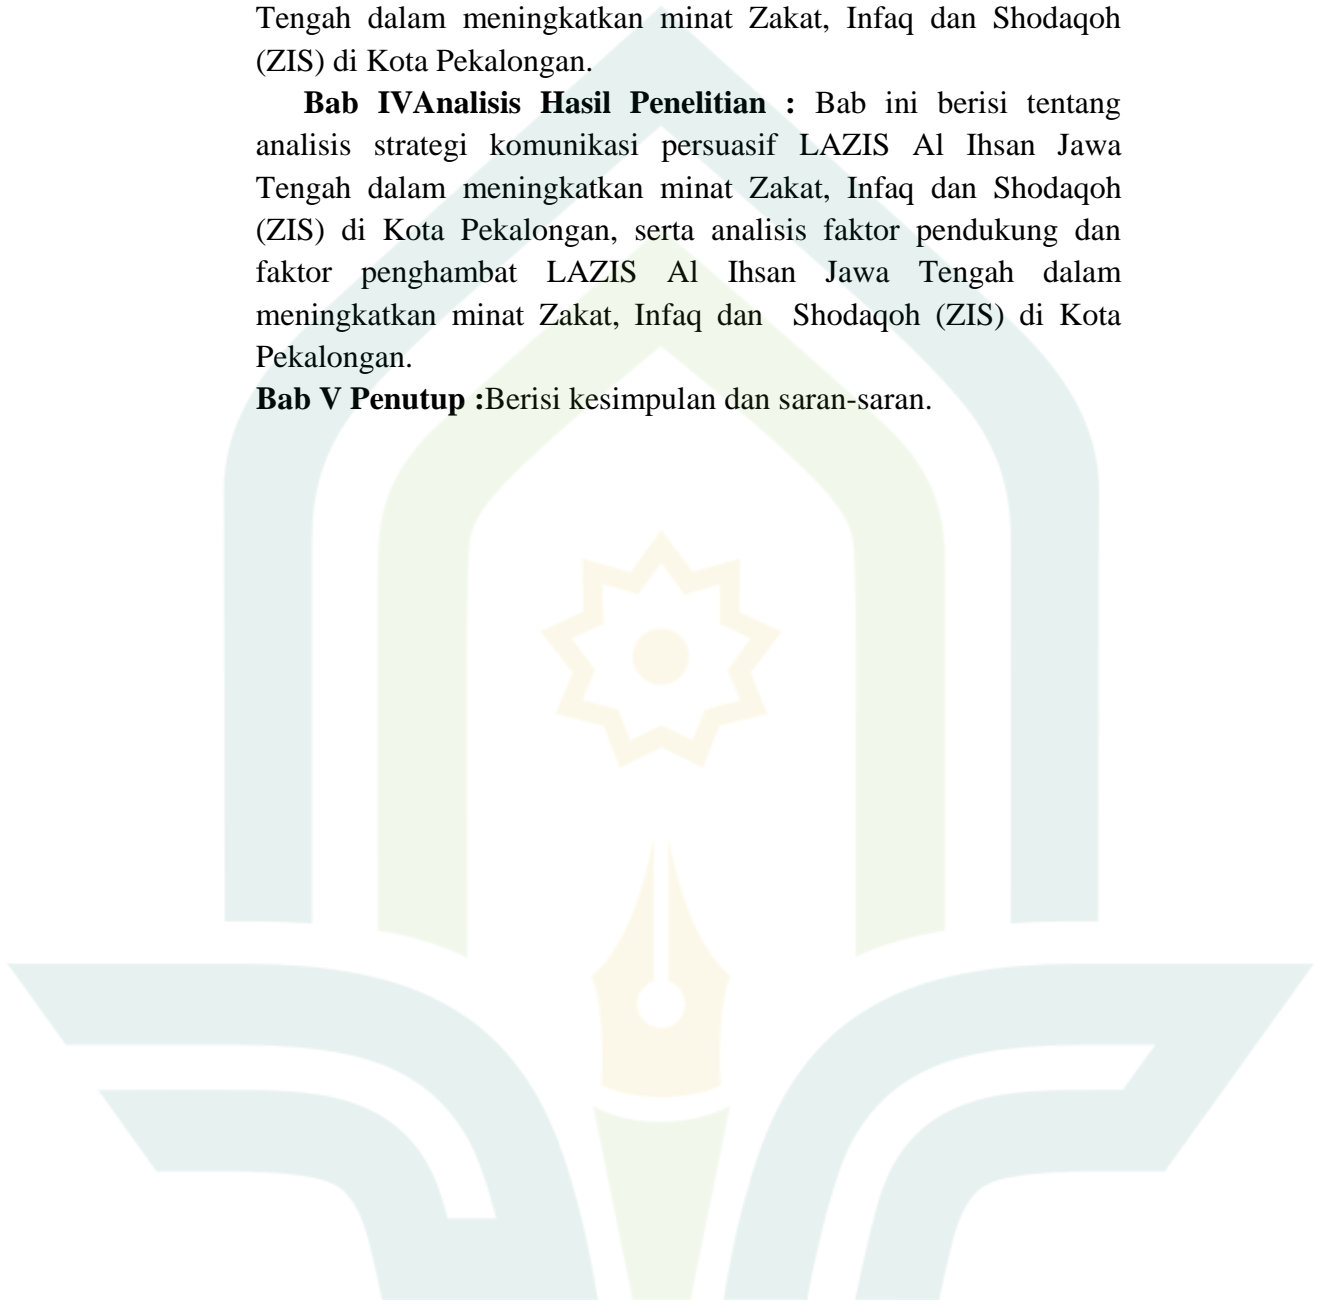 Tengah dalam meningkatkan minat Zakat, Infaq dan Shodaqoh
(ZIS) di Kota Pekalongan.
Bab IVAnalisis Hasil Penelitian : Bab ini berisi tentang
analisis strategi komunikasi persuasif LAZIS Al Ihsan Jawa
Tengah dalam meningkatkan minat Zakat, Infaq dan Shodaqoh
(ZIS) di Kota Pekalongan, serta analisis faktor pendukung dan
faktor penghambat LAZIS Al Ihsan Jawa Tengah dalam
meningkatkan minat Zakat, Infaq dan Shodaqoh (ZIS) di Kota
Pekalongan.
Bab V Penutup :Berisi kesimpulan dan saran-saran.